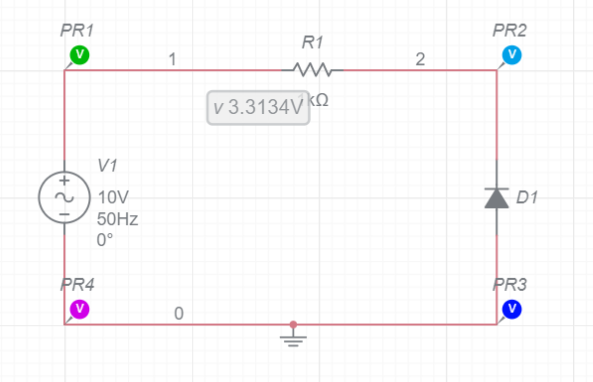 PR1
V
R1
PR2
V
1
2
v 3.3134V
kΩ
V1
10V
50Hz
0°
D1
PR4
V
0
PR3
V